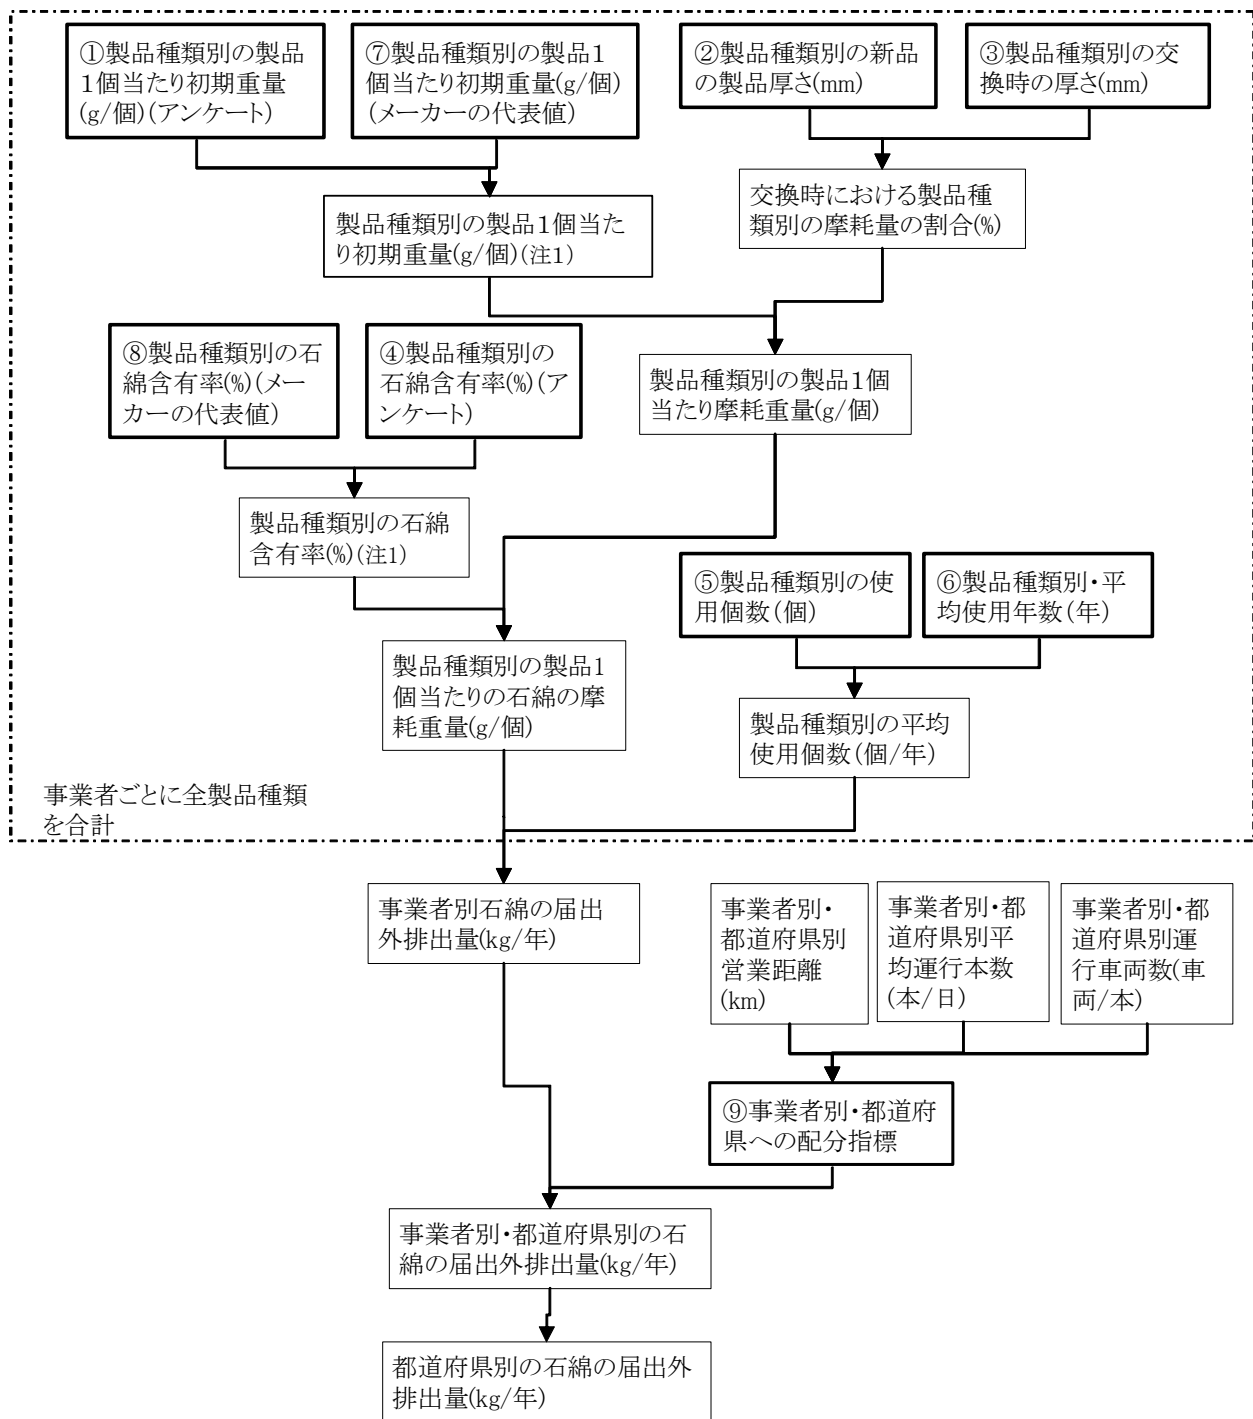 ①製品種類別の製品
1個当たり初期重量
(g/個)(アンケート)
⑦製品種類別の製品1
個当たり初期重量(g/個)
(メーカーの代表値)
②製品種類別の新品
の製品厚さ(mm)
③製品種類別の交
換時の厚さ(mm)
製品種類別の製品1個当た
り初期重量(g/個)(注1)
交換時における製品種
類別の摩耗量の割合(%)
⑧製品種類別の石
綿含有率(%)(メー
カーの代表値)
④製品種類別の
石綿含有率(%)(ア
ンケート)
製品種類別の製品1個
当たり摩耗重量(g/個)
製品種類別の石綿
含有率(%)(注1)
⑤製品種類別の使
用個数(個)
⑥製品種類別・平
均使用年数(年)
製品種類別の製品1
個当たりの石綿の摩
耗重量(g/個)
製品種類別の平均
使用個数(個/年)
事業者ごとに全製品種類
を合計
事業者別石綿の届出
外排出量(kg/年)
事業者別・
都道府県別
営業距離
(km)
事業者別・都
道府県別平
均運行本数
(本/日)
事業者別・都
道府県別運
行車両数(車
両/本)
⑨事業者別・都道府
県への配分指標
事業者別・都道府県別の石
綿の届出外排出量(kg/年)
都道府県別の石綿の届出外
排出量(kg/年)